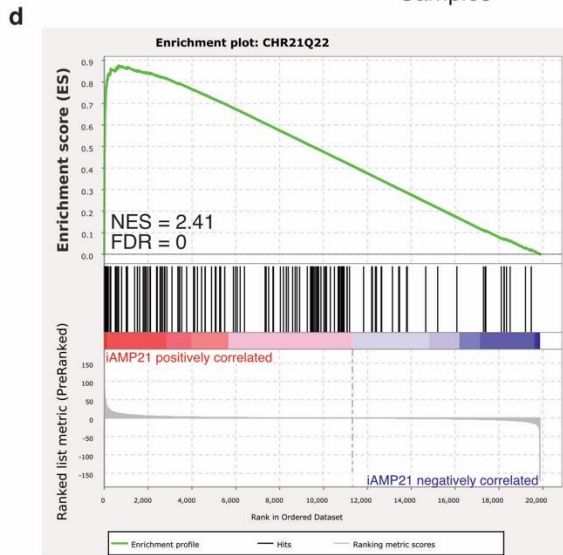 Samples
d
Enrichment plot: CHR21Q22
Enrichment score (ES)
0.9
0.8
0.7
0.6
0.5
0.4
0.3
0.2
0.1
0.0
NES = 2.41
FDR = 0
iAMP21 positively correlated
Ranked list metric (PreRanked)
150
100
50
0
-50
-100
-150
iAMP21 negatively correlated
0 2,000 4,000 6,000 8,000 10,000 12,000 14,000 16,000 18,000 20,000
Rank in Ordered Dataset
Enrichment profile Hits Ranking metric scores